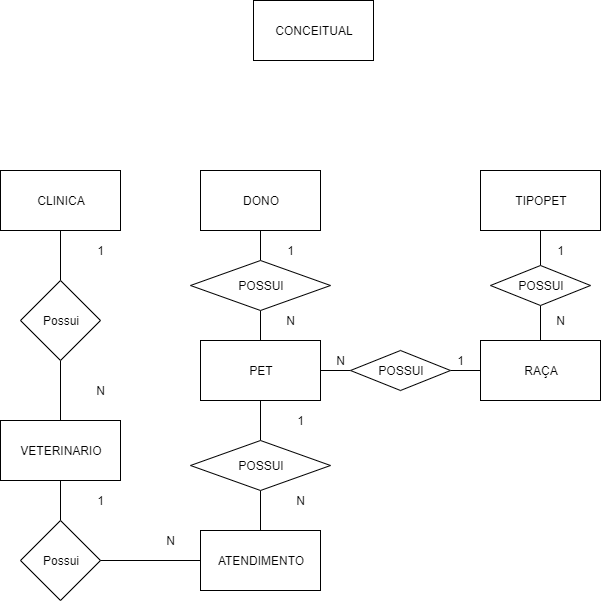 CONCEITUAL
CLINICA
DONO
TIPOPET
1
1
1
POSSUI
POSSUI
Possui
N
N
PET
N
POSSUI
1
RAÇA
N
1
VETERINARIO
POSSUI
1
N
N
Possui
ATENDIMENTO